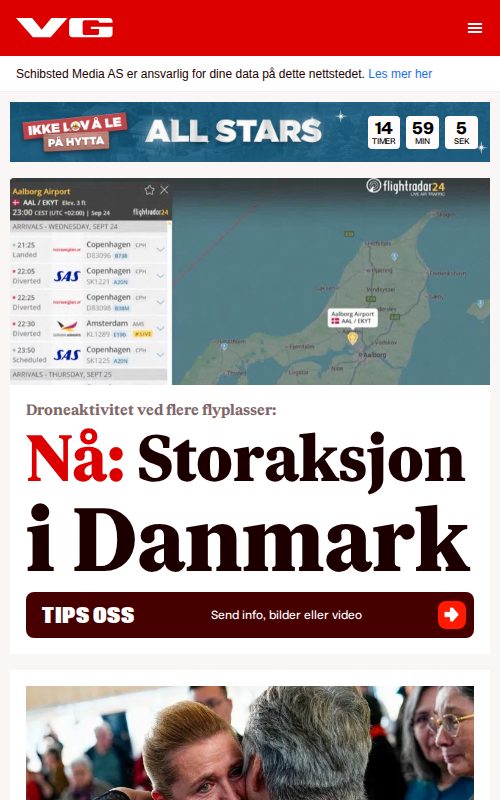 VG
Schibsted Media AS er ansvarlig for dine data på dette nettstedet. Les mer her
IKKE LOV Å LE
PÅ HYTTA
ALL STARS
14 59 5
TIMER MIN SEK
Aalborg Airport
AAL / EKYT Elev. 3 ft
23:00 CEST (UTC +02:00) | Sep 24
flightradar24
ARRIVALS - WEDNESDAY, SEPT 24
21:25 Copenhagen CPH
Landed norwegian D83096 B738
22:05 Copenhagen CPH
Diverted SAS SK1221 A20N
22:25 Copenhagen CPH
Diverted D83098 B38M
22:30 Amsterdam AMS
Diverted KL1289 E190 LIVE
23:50 Copenhagen CPH
Scheduled SAS SK1225 A20N
ARRIVALS - THURSDAY, SEPT 25
flightradar24
LIVE AIR TRAFFIC
Skagen
Aalborg Airport
AAL / EKYT
Aalborg
Droneaktivitet ved flere flyplasser:
Nå: Storaksjon
i Danmark
TIPS OSS
Send info, bilder eller video